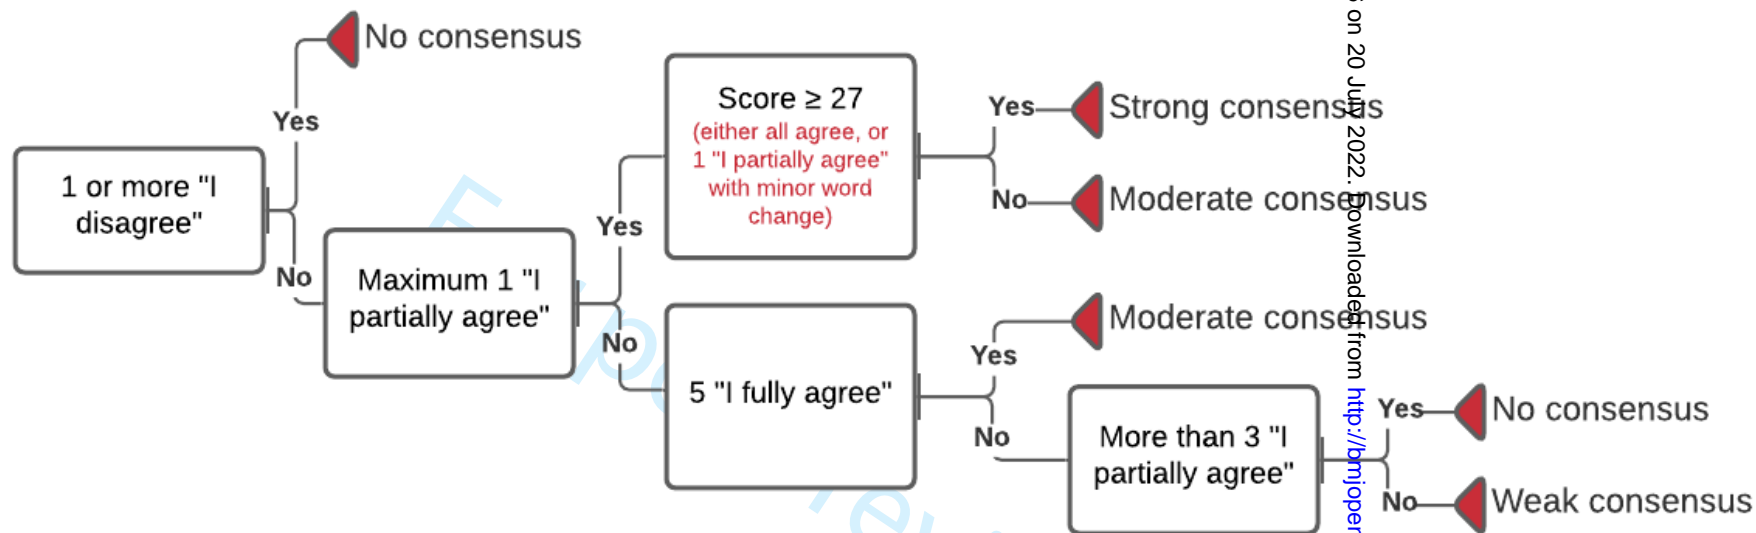 No consensus
Yes
1 or more "I
disagree"
No
Maximum 1 "I
partially agree"
Yes
No
Score ≥ 27
(either all agree, or
1 "I partially agree"
with minor word
change)
Yes
Strong consensus
No
Moderate consensus
5 "I fully agree"
Yes
Moderate consensus
No
More than 3 "I
partially agree"
Yes
No consensus
No
Weak consensus
on 20 July 2022. Downloaded from http://bmjoper